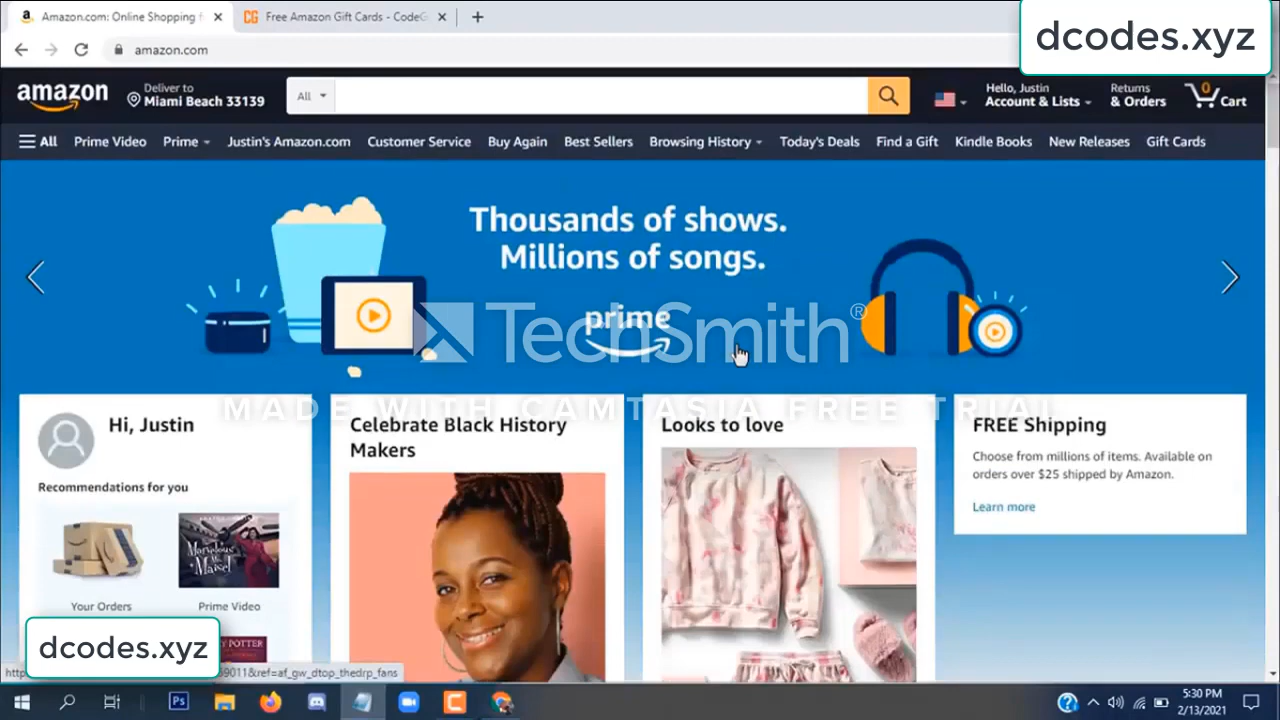 Amazon.com: Online Shopping f
Free Amazon Gift Cards - CodeG
dcodes.xyz
amazon.com
amazon
Deliver to
Miami Beach 33139
All
Hello, Justin
Account & Lists
Returns
& Orders
0
Cart
All Prime Video Prime Justin's Amazon.com Customer Service Buy Again Best Sellers Browsing History Today's Deals Find a Gift Kindle Books New Releases Gift Cards
Thousands of shows.
Millions of songs.
prime
TechSmith®
MADE WITH CAMTASIA FREE TRIAL
Hi, Justin
Recommendations for you
Your Orders
Prime Video
Celebrate Black History
Makers
Looks to love
FREE Shipping
Choose from millions of items. Available on
orders over $25 shipped by Amazon.
Learn more
dcodes.xyz
9011&ref=af_gw_dtop_thedrp_fans
5:30 PM
2/13/2021